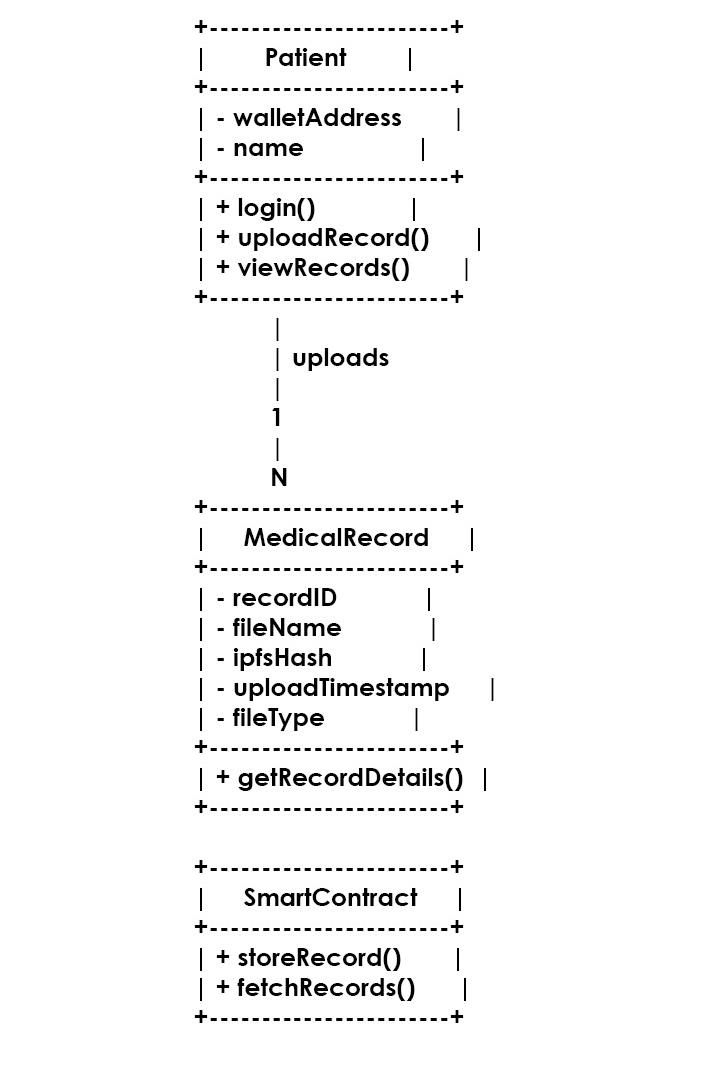 +-----------------------+
|        Patient        |
+-----------------------+
| - walletAddress       |
| - name                |
+-----------------------+
| + login()             |
| + uploadRecord()      |
| + viewRecords()       |
+-----------------------+
|
| uploads
|
1
|
N
+-----------------------+
|     MedicalRecord     |
+-----------------------+
| - recordID            |
| - fileName            |
| - ipfsHash            |
| - uploadTimestamp     |
| - fileType            |
+-----------------------+
| + getRecordDetails()  |
+-----------------------+
+-----------------------+
|     SmartContract     |
+-----------------------+
| + storeRecord()       |
| + fetchRecords()      |
+-----------------------+